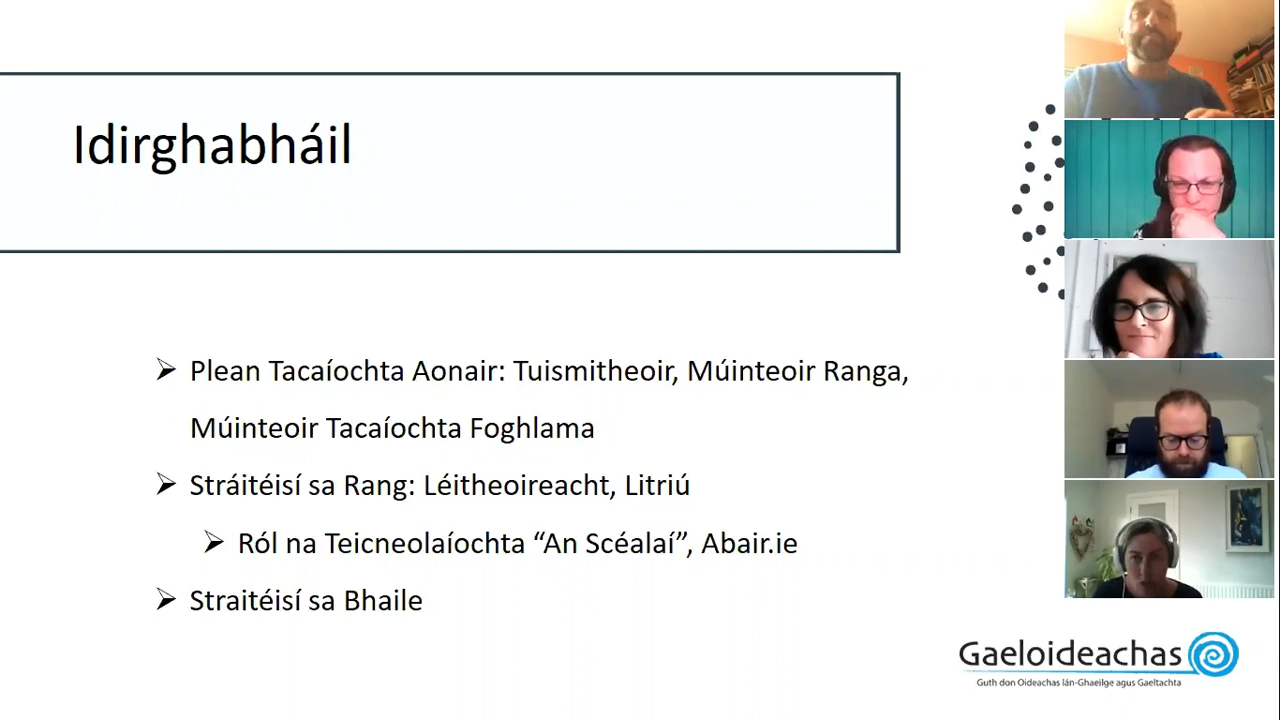 Idirghabháil
Plean Tacaíochta Aonair: Tuismitheoir, Múinteoir Ranga,
Múinteoir Tacaíochta Foghlama
Stráitéisí sa Rang: Léitheoireacht, Litriú
Ról na Teicneolaíochta “An Scéalaí”, Abair.ie
Straitéisí sa Bhaile
Gaeloideachas
Guth don Oideachas lán-Ghaeilge agus Gaeltachta